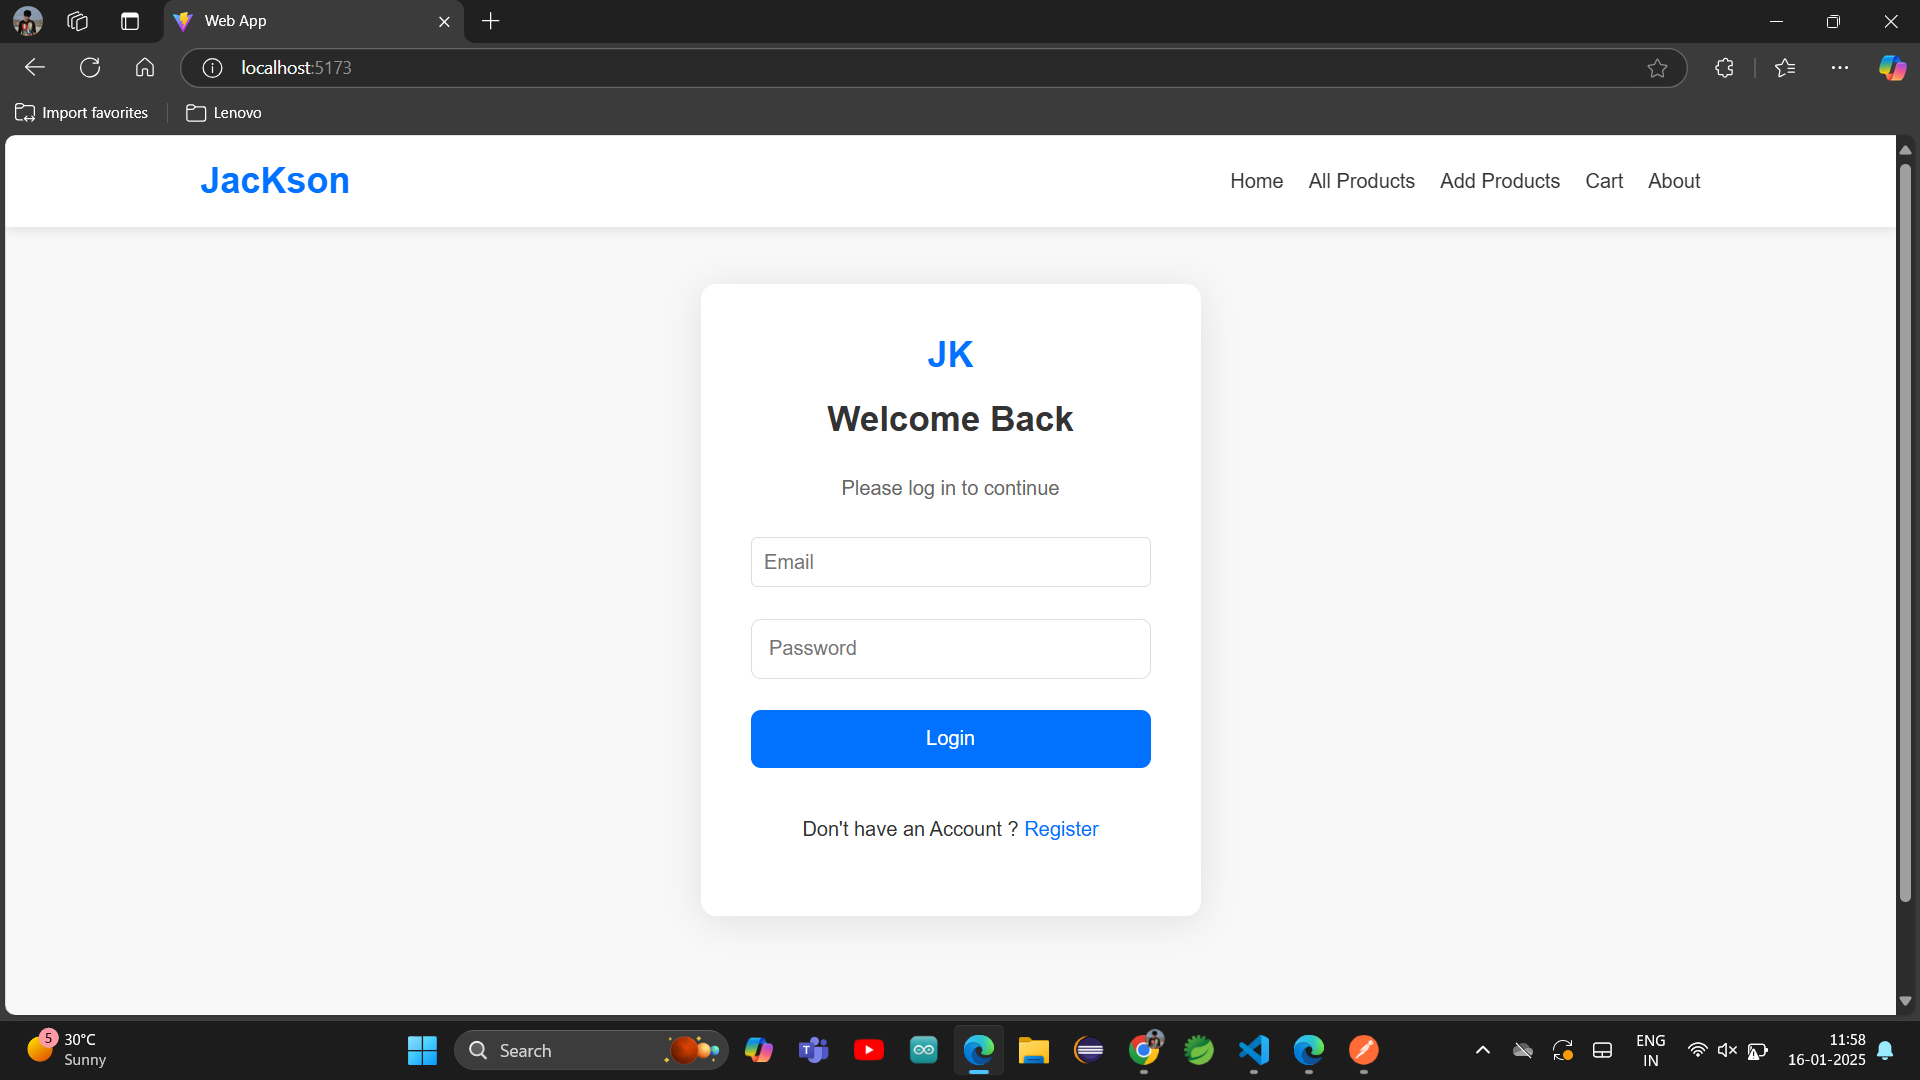 Web App
localhost:5173
Import favorites
Lenovo
JacKson
Home
All Products
Add Products
Cart
About
JK
Welcome Back
Please log in to continue
Email
Password
Login
Don't have an Account ? Register
5
30°C
Sunny
Search
ENG
IN
11:58
16-01-2025